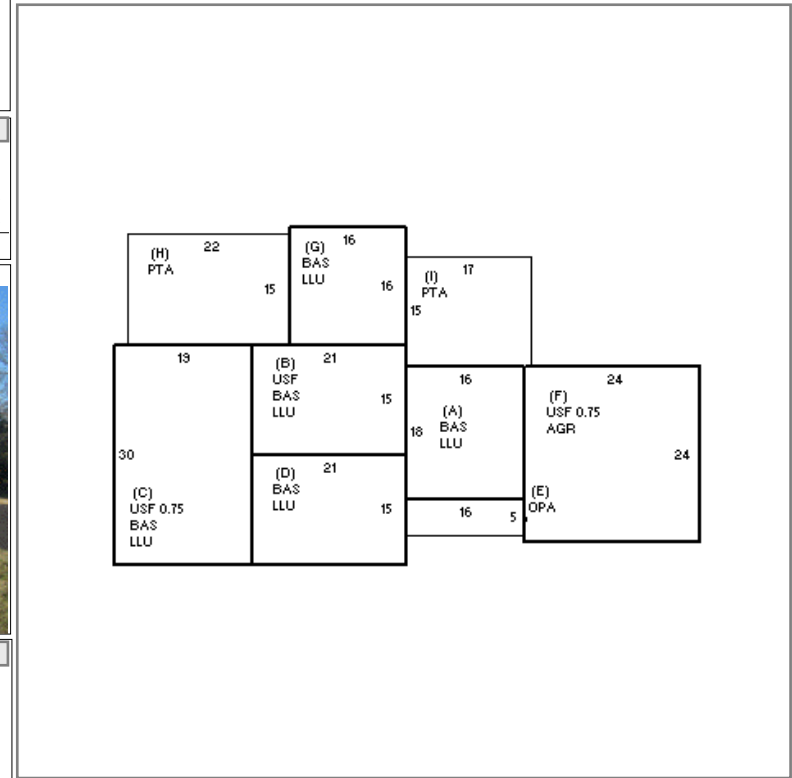 (H)
PTA
22
15
(G)
BAS
LLU
16
16
(I)
PTA
17
15
19
30
(C)
USF 0.75
BAS
LLU
(B)
USF
BAS
LLU
21
15
(D)
BAS
LLU
21
15
16
(A)
BAS
LLU
18
16
5
(E)
OPA
24
(F)
USF 0.75
AGR
24